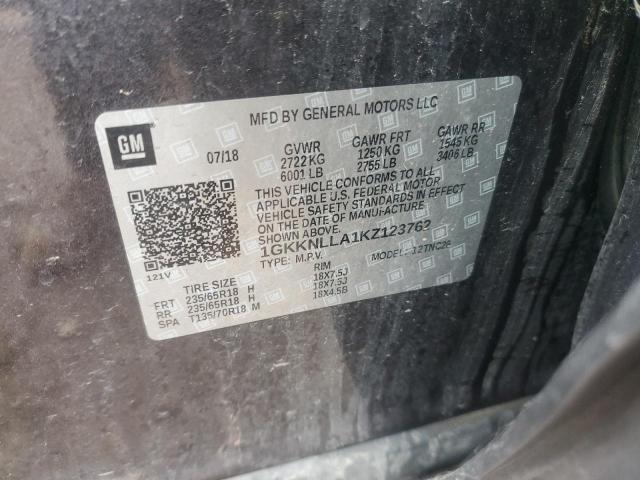 MFD BY GENERAL MOTORS LLC
GM
07/18 GVWR GAWR FRT GAWR RR
2722 KG 1250 KG 1545 KG
6001 LB 2755 LB 3406 LB
THIS VEHICLE CONFORMS TO ALL
APPLICABLE U.S. FEDERAL MOTOR
VEHICLE SAFETY STANDARDS IN EFFECT
ON THE DATE OF MANUFACTURE
SHOWN ABOVE.
1GKKNLLA1KZ123762
TYPE: M.P.V. MODEL:
121V
TIRE SIZE RIM
FRT 235/65R18 H 18X7.5J
RR 235/65R18 H 18X7.5J
SPA T135/70R18 M 18X4.5B